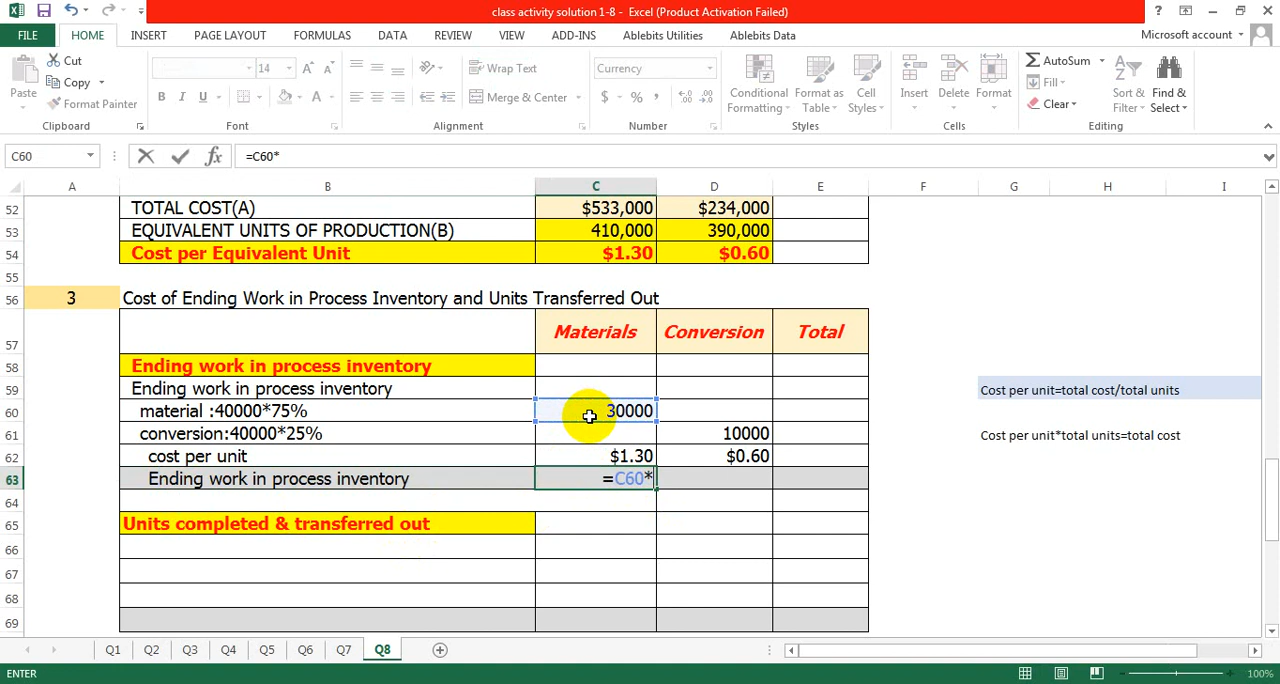 class activity solution 1-8 - Excel (Product Activation Failed)
FILE HOME INSERT PAGE LAYOUT FORMULAS DATA REVIEW VIEW ADD-INS Ablebits Utilities Ablebits Data Microsoft account
Paste Cut Copy Format Painter
14
Wrap Text
Merge & Center
Currency
$ % ,
B I U A
Conditional Formatting
Format as Table
Cell Styles
Insert Delete Format
AutoSum
Fill
Clear
Sort & Filter
Find & Select
Clipboard Font Alignment Number Styles Cells Editing
C60 fx =C60*
A B C D E F G H I
52 TOTAL COST(A) $533,000 $234,000
53 EQUIVALENT UNITS OF PRODUCTION(B) 410,000 390,000
54 Cost per Equivalent Unit $1.30 $0.60
55
56 3 Cost of Ending Work in Process Inventory and Units Transferred Out
57 Materials Conversion Total
58 Ending work in process inventory
59 Ending work in process inventory Cost per unit=total cost/total units
60 material :40000*75% 30000
61 conversion:40000*25% 10000 Cost per unit*total units=total cost
62 cost per unit $1.30 $0.60
63 Ending work in process inventory =C60*
64
65 Units completed & transferred out
66
67
68
69
Q1 Q2 Q3 Q4 Q5 Q6 Q7 Q8
ENTER 100%